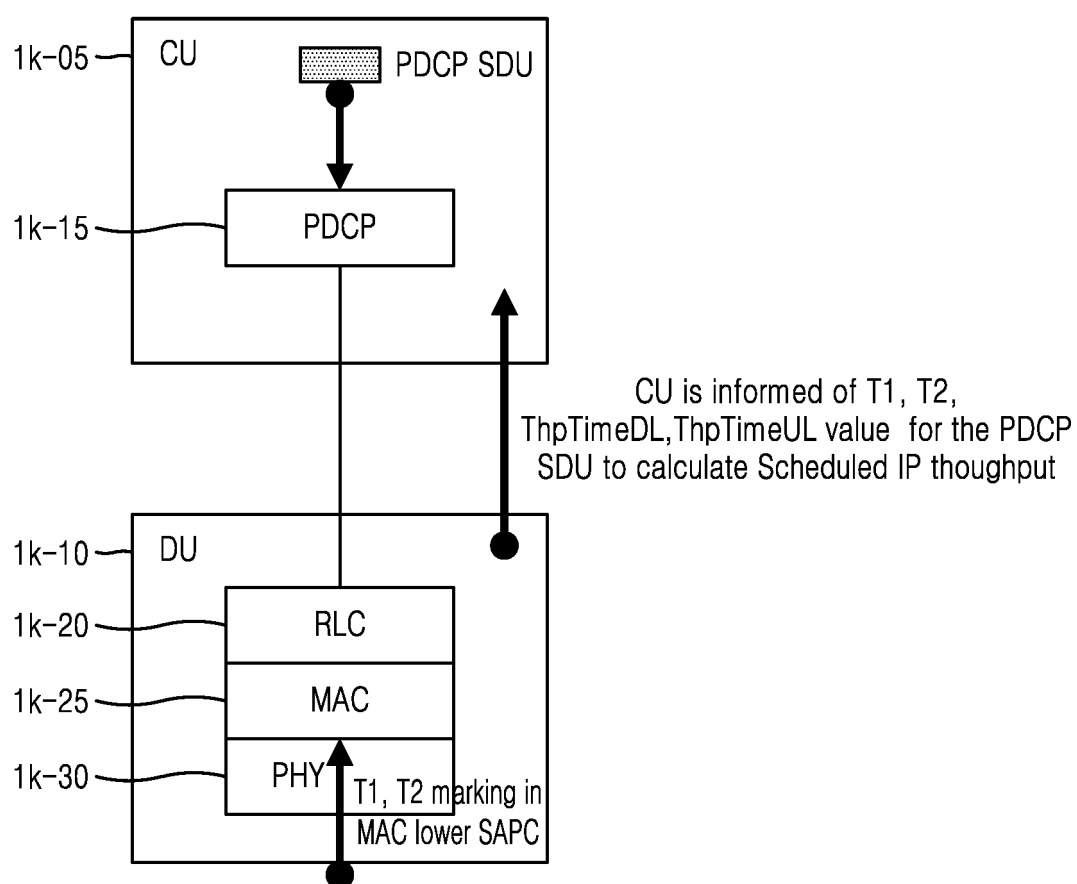 1k-05
CU
PDCP SDU
1k-15
PDCP
CU is informed of T1, T2,
ThpTimeDL,ThpTimeUL value for the PDCP
SDU to calculate Scheduled IP thoughput
1k-10
DU
1k-20
RLC
1k-25
MAC
1k-30
PHY
T1, T2 marking in
MAC lower SAPC